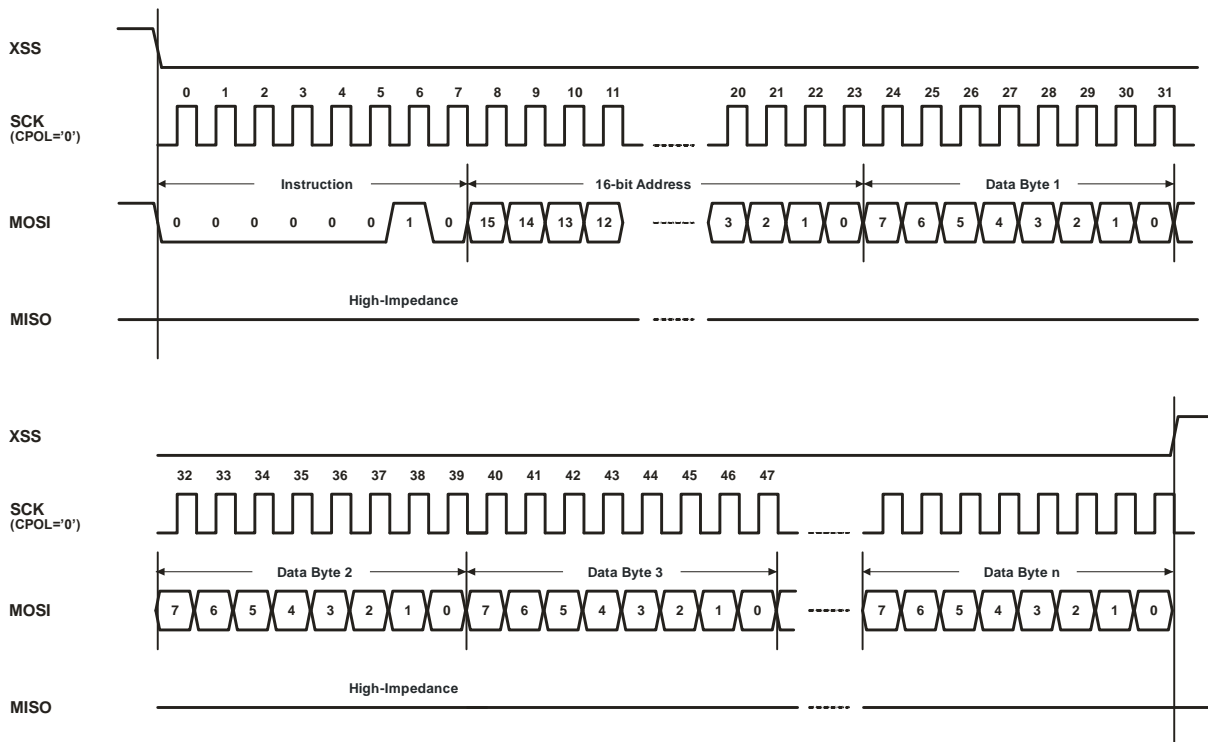 XSS
0 1 2 3 4 5 6 7 8 9 10 11 20 21 22 23 24 25 26 27 28 29 30 31
SCK
(CPOL='0')
Instruction 16-bit Address Data Byte 1
MOSI 0 0 0 0 0 0 1 0 15 14 13 12 3 2 1 0 7 6 5 4 3 2 1 0
High-Impedance
MISO
XSS
32 33 34 35 36 37 38 39 40 41 42 43 44 45 46 47
SCK
(CPOL='0')
Data Byte 2 Data Byte 3 Data Byte n
MOSI 7 6 5 4 3 2 1 0 7 6 5 4 3 2 1 0 7 6 5 4 3 2 1 0
High-Impedance
MISO